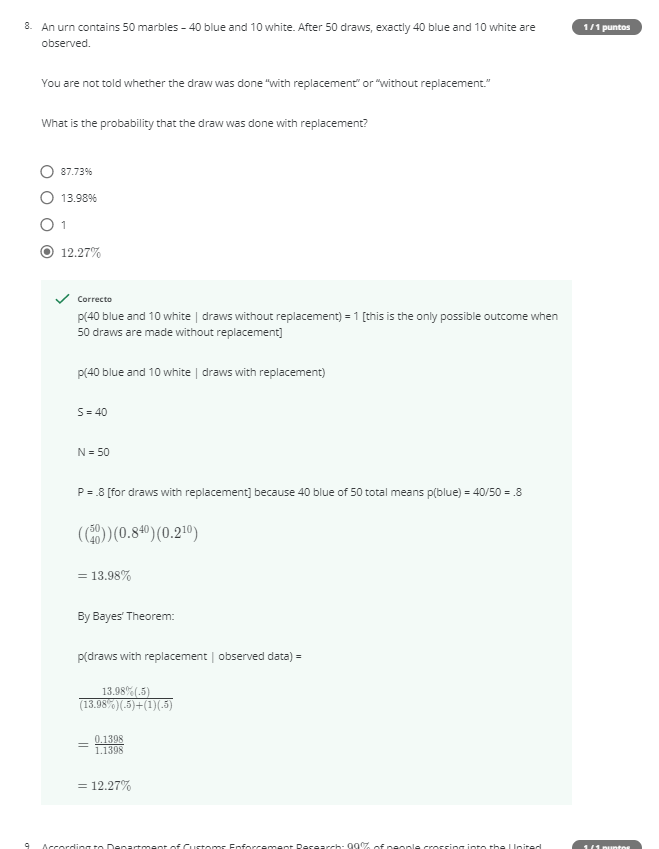 8. An urn contains 50 marbles – 40 blue and 10 white. After 50 draws, exactly 40 blue and 10 white are
1 / 1 puntos
observed.
You are not told whether the draw was done "with replacement" or "without replacement."
What is the probability that the draw was done with replacement?
87.73%
13.98%
1
12.27%
Correcto
p(40 blue and 10 white | draws without replacement) = 1 [this is the only possible outcome when
50 draws are made without replacement]
p(40 blue and 10 white | draws with replacement)
S = 40
N = 50
P = .8 [for draws with replacement] because 40 blue of 50 total means p(blue) = 40/50 = .8
((50 40))(0.8^40)(0.2^10)
= 13.98%
By Bayes' Theorem:
p(draws with replacement | observed data) =
13.98%(.5)
(13.98%)(.5)+(1)(.5)
= 0.1398
1.1398
= 12.27%
9. According to Department of Customs Enforcement Research: 99% of people crossing into the United
1 / 1 puntos